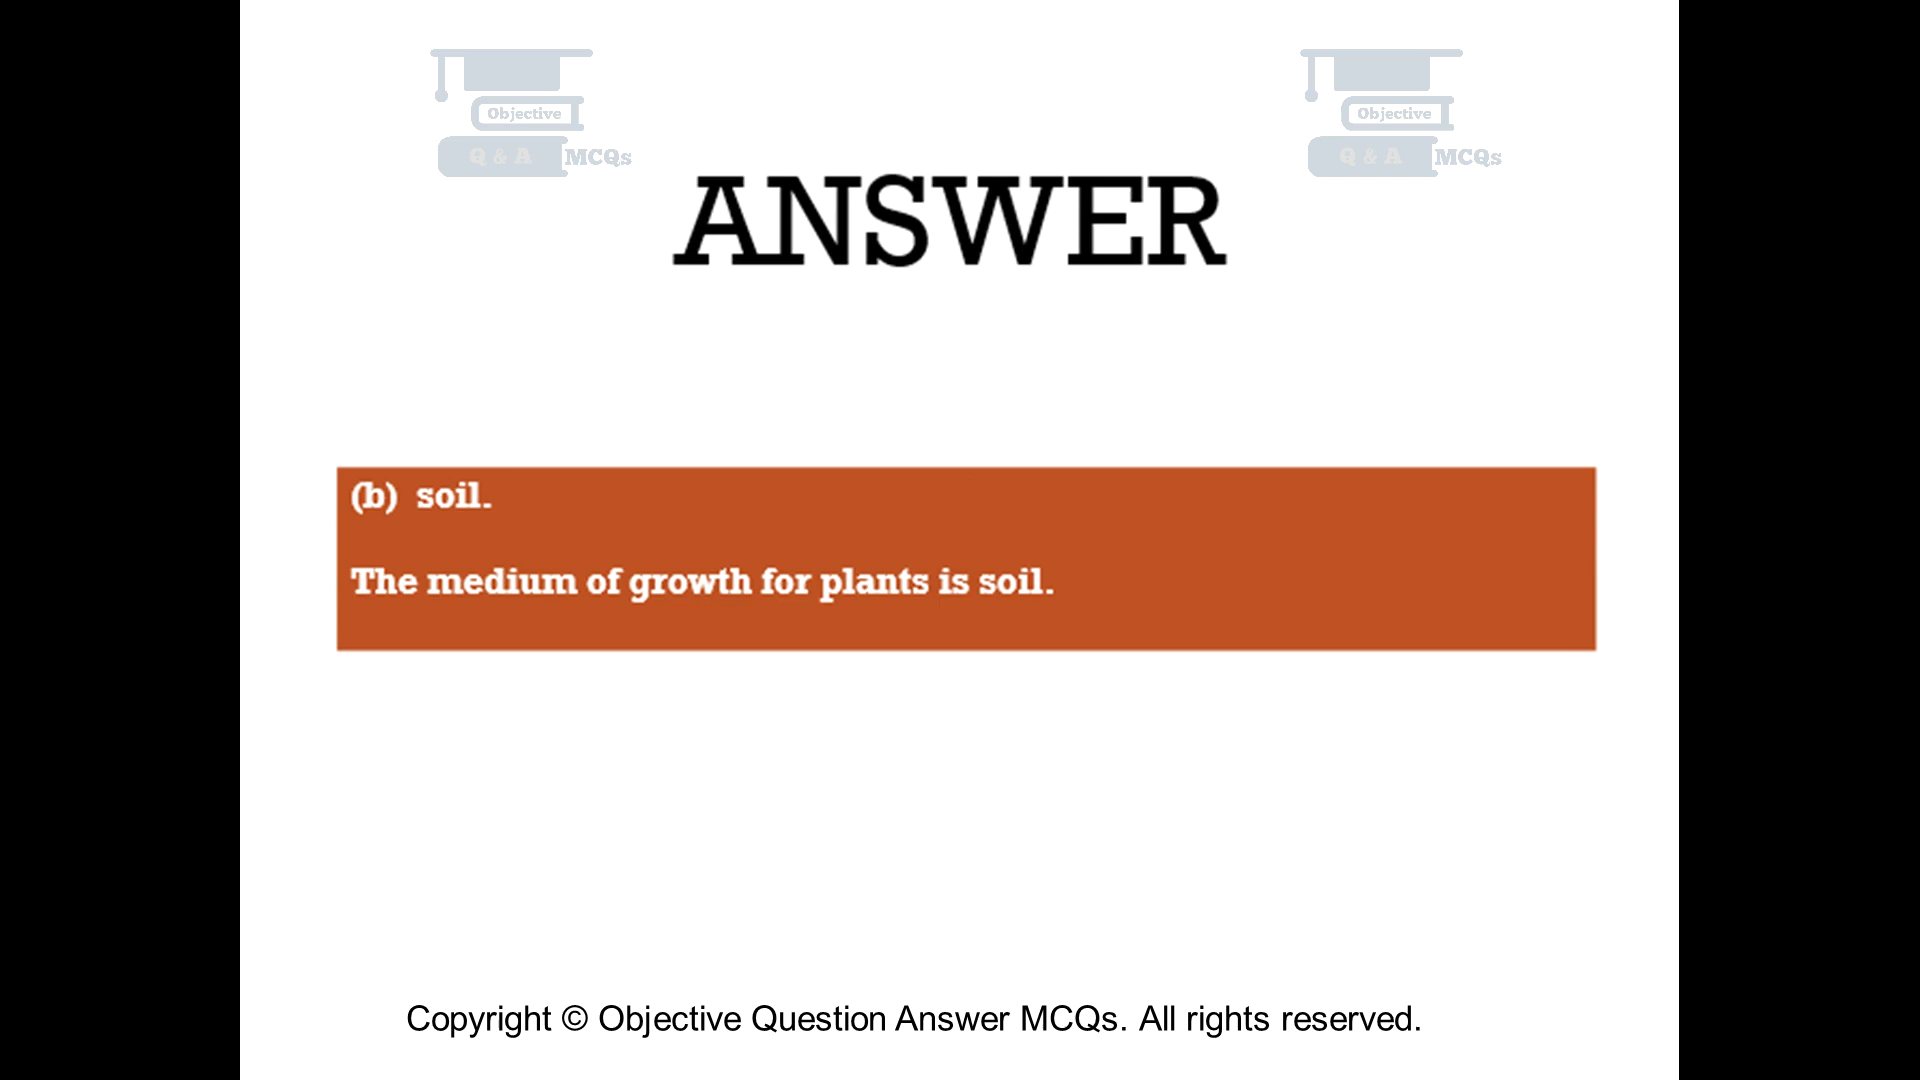 Objective
Q & A MCQs
Objective
Q & A MCQs
ANSWER
(b) soil.
The medium of growth for plants is soil.
Copyright © Objective Question Answer MCQs. All rights reserved.